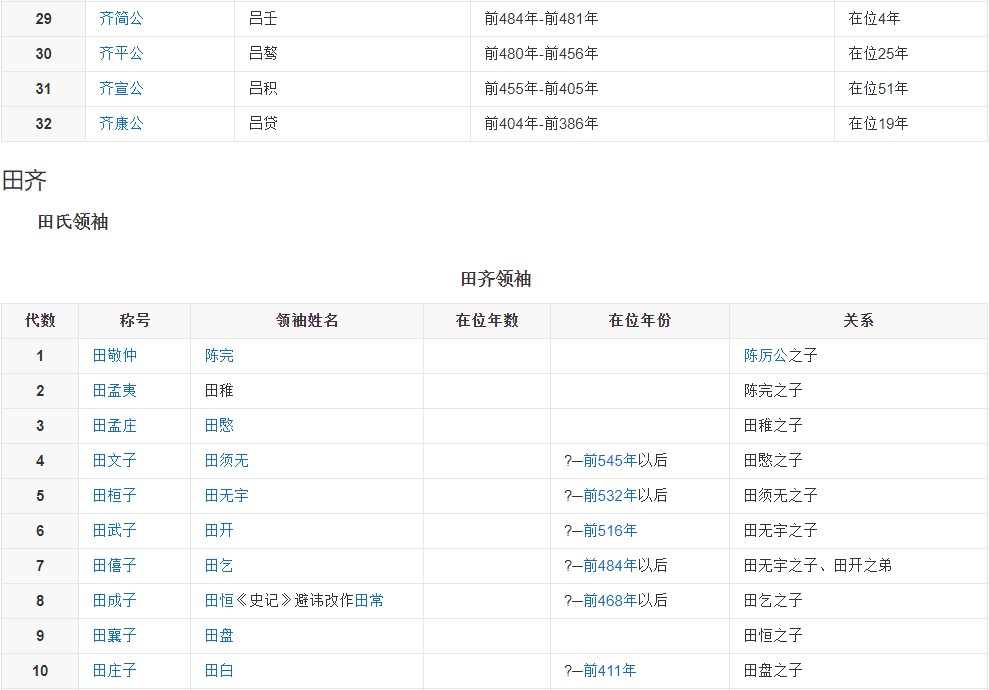 29 齐简公 吕壬 前484年-前481年 在位4年
30 齐平公 吕骜 前480年-前456年 在位25年
31 齐宣公 吕积 前455年-前405年 在位51年
32 齐康公 吕贷 前404年-前386年 在位19年
田齐
田氏领袖
田齐领袖
代数 称号 领袖姓名 在位年数 在位年份 关系
1 田敬仲 陈完 陈厉公之子
2 田孟夷 田稚 陈完之子
3 田孟庄 田愍 田稚之子
4 田文子 田须无 ?─前545年以后 田愍之子
5 田桓子 田无宇 ?─前532年以后 田须无之子
6 田武子 田开 ?─前516年 田无宇之子
7 田僖子 田乞 ?─前484年以后 田无宇之子、田开之弟
8 田成子 田恒《史记》避讳改作田常 ?─前468年以后 田乞之子
9 田襄子 田盘 田恒之子
10 田庄子 田白 ?─前411年 田盘之子